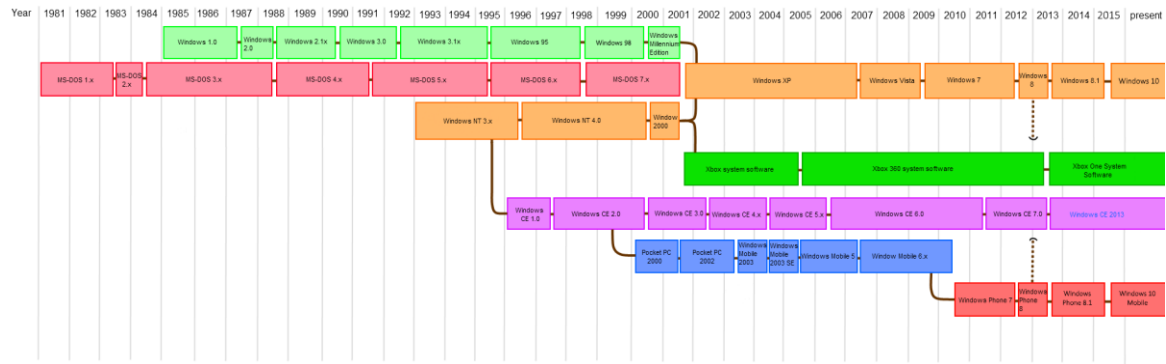 Year 1981 1982 1983 1984 1985 1986 1987 1988 1989 1990 1991 1992 1993 1994 1995 1996 1997 1998 1999 2000 2001 2002 2003 2004 2005 2006 2007 2008 2009 2010 2011 2012 2013 2014 2015 present
Windows 1.0
Windows
2.0
Windows 2.1x
Windows 3.0
Windows 3.1x
Windows 95
Windows 98
Windows
Millennium
Edition
MS-DOS 1.x
MS-DOS
2.x
MS-DOS 3.x
MS-DOS 4.x
MS-DOS 5.x
MS-DOS 6.x
MS-DOS 7.x
Windows XP
Windows Vista
Windows 7
Windows
8
Windows 8.1
Windows 10
Windows NT 3.x
Windows NT 4.0
Window
2000
Xbox system software
Xbox 360 system software
Xbox One System
Software
Windows
CE 1.0
Windows CE 2.0
Windows CE 3.0
Windows CE 4.x
Windows CE 5.x
Windows CE 6.0
Windows CE 7.0
Windows CE 2013
Pocket PC
2000
Pocket PC
2002
Windows
Mobile
2003
Windows
Mobile
2003 SE
Windows Mobile 5
Window Mobile 6.x
Windows Phone 7
Windows
Phone
8
Windows
Phone 8.1
Windows 10
Mobile